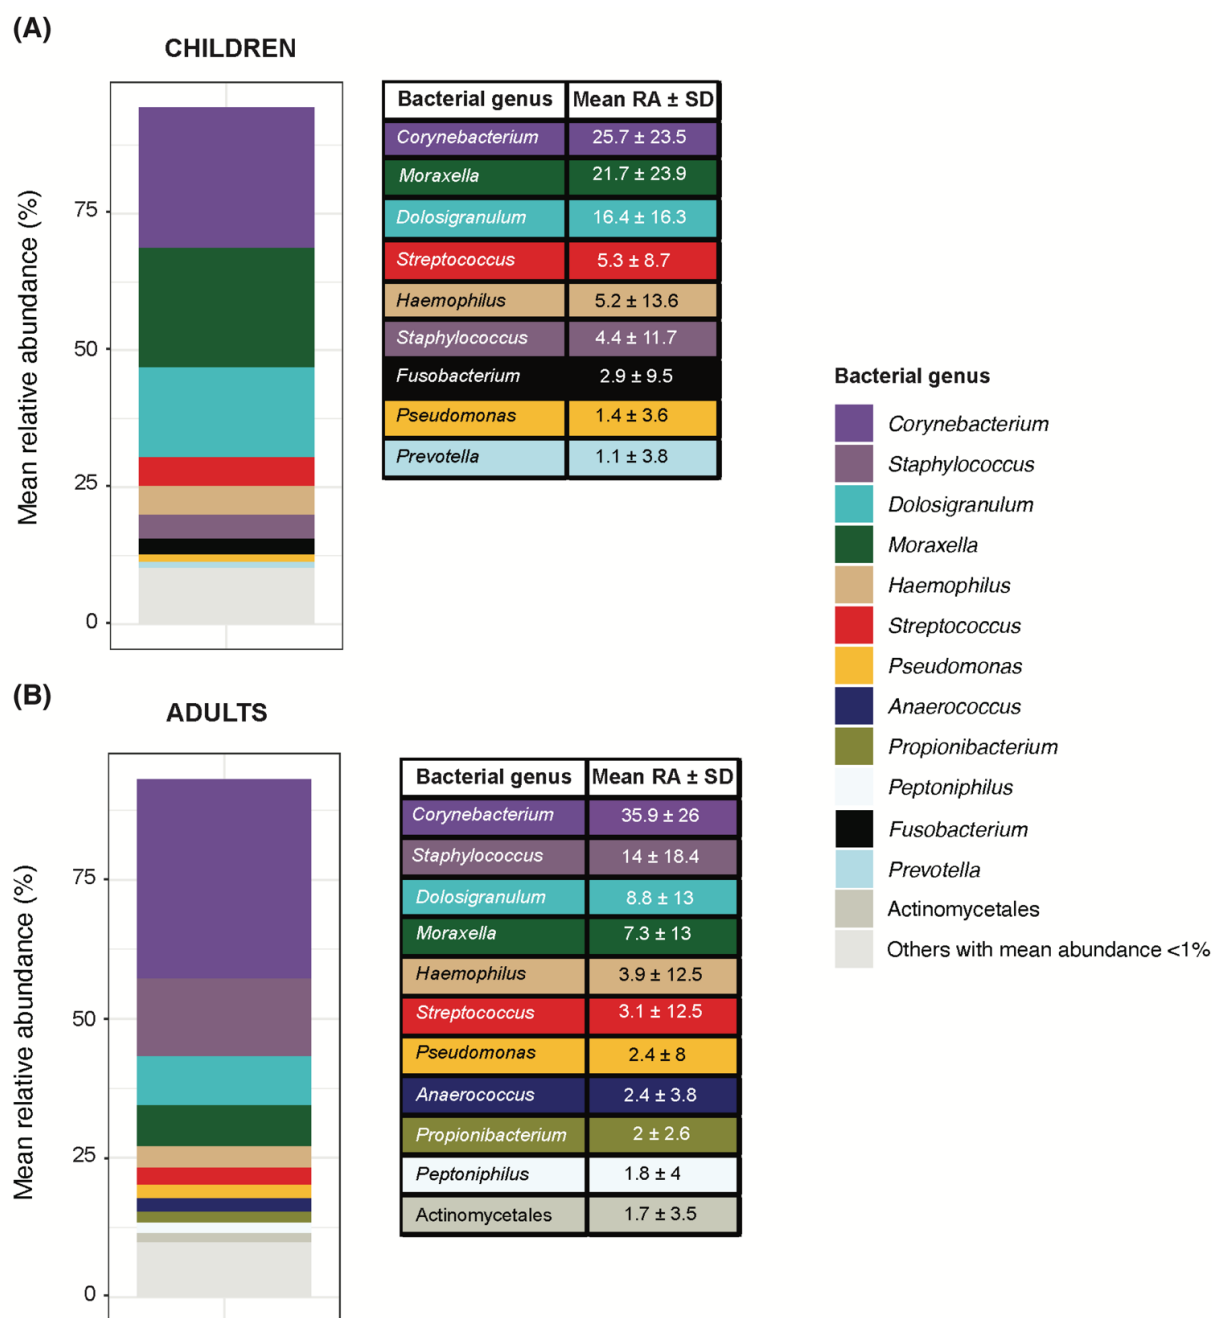 (A)
CHILDREN
Mean relative abundance (%)
75
50
25
0
Bacterial genus Mean RA ± SD
Corynebacterium 25.7 ± 23.5
Moraxella 21.7 ± 23.9
Dolosigranulum 16.4 ± 16.3
Streptococcus 5.3 ± 8.7
Haemophilus 5.2 ± 13.6
Staphylococcus 4.4 ± 11.7
Fusobacterium 2.9 ± 9.5
Pseudomonas 1.4 ± 3.6
Prevotella 1.1 ± 3.8
(B)
ADULTS
Mean relative abundance (%)
75
50
25
0
Bacterial genus Mean RA ± SD
Corynebacterium 35.9 ± 26
Staphylococcus 14 ± 18.4
Dolosigranulum 8.8 ± 13
Moraxella 7.3 ± 13
Haemophilus 3.9 ± 12.5
Streptococcus 3.1 ± 12.5
Pseudomonas 2.4 ± 8
Anaerococcus 2.4 ± 3.8
Propionibacterium 2 ± 2.6
Peptoniphilus 1.8 ± 4
Actinomycetales 1.7 ± 3.5
Bacterial genus
Corynebacterium
Staphylococcus
Dolosigranulum
Moraxella
Haemophilus
Streptococcus
Pseudomonas
Anaerococcus
Propionibacterium
Peptoniphilus
Fusobacterium
Prevotella
Actinomycetales
Others with mean abundance <1%